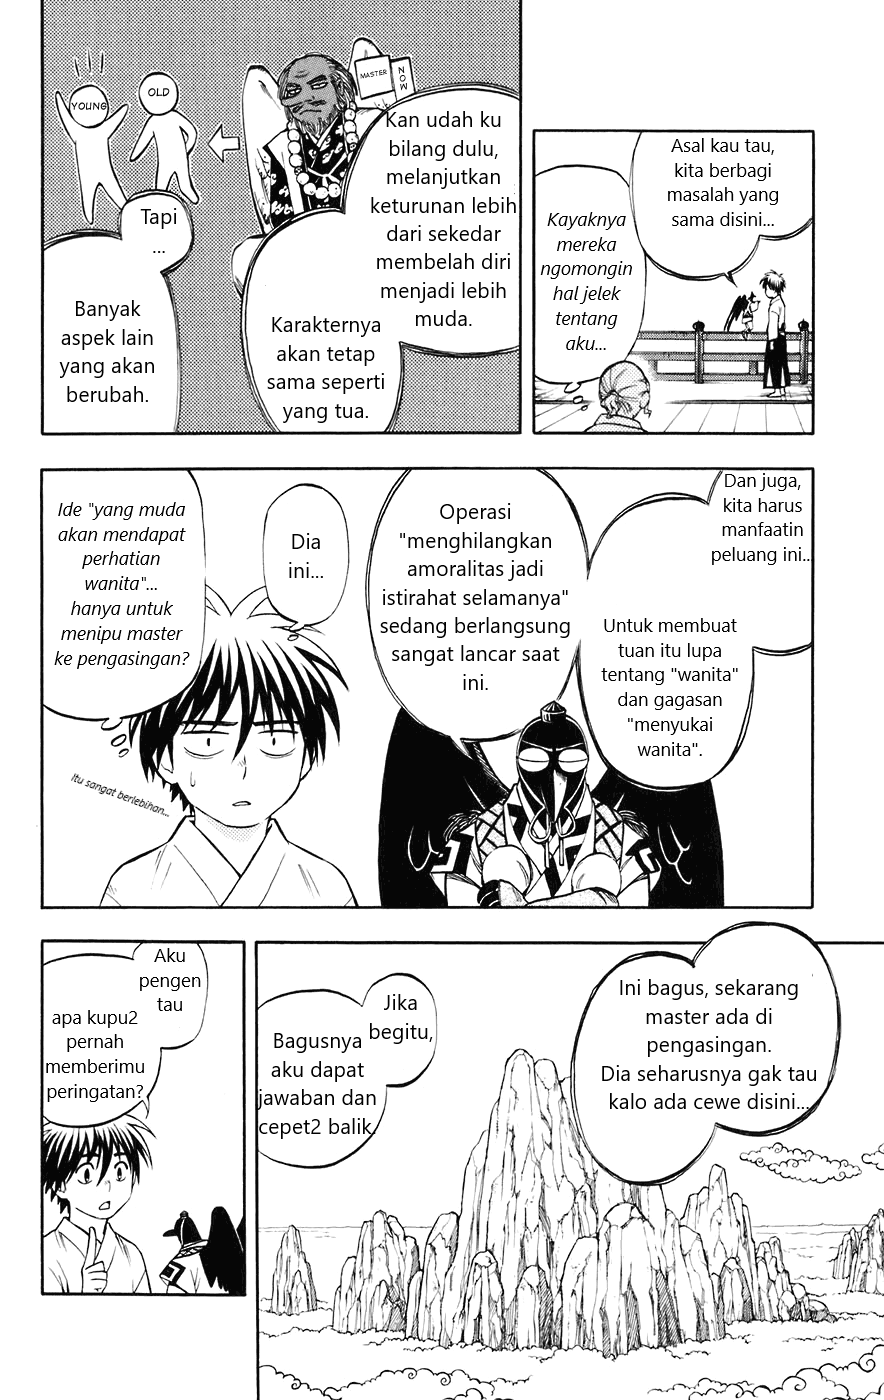 Asal kau tau,
kita berbagi
masalah yang
sama disini...
Kayaknya
mereka
ngomongin
hal jelek
tentang
aku...
MASTER
NOW
OLD
YOUNG
Kan udah ku
bilang dulu,
melanjutkan
keturunan lebih
dari sekedar
membelah diri
menjadi lebih
muda.
Karakternya
akan tetap
sama seperti
yang tua.
Tapi
...
Banyak
aspek lain
yang akan
berubah.
Dan juga,
kita harus
manfaatin
peluang ini..
Untuk membuat
tuan itu lupa
tentang "wanita"
dan gagasan
"menyukai
wanita".
Operasi
"menghilangkan
amoralitas jadi
istirahat selamanya"
sedang berlangsung
sangat lancar saat
ini.
Dia
ini...
Ide "yang muda
akan mendapat
perhatian
wanita"...
hanya untuk
menipu master
ke pengasingan?
Itu sangat berlebihan...
Ini bagus, sekarang
master ada di
pengasingan.
Dia seharusnya gak tau
kalo ada cewe disini...
Jika
begitu,
Bagusnya
aku dapat
jawaban dan
cepet2 balik.
Aku
pengen
tau
apa kupu2
pernah
memberimu
peringatan?